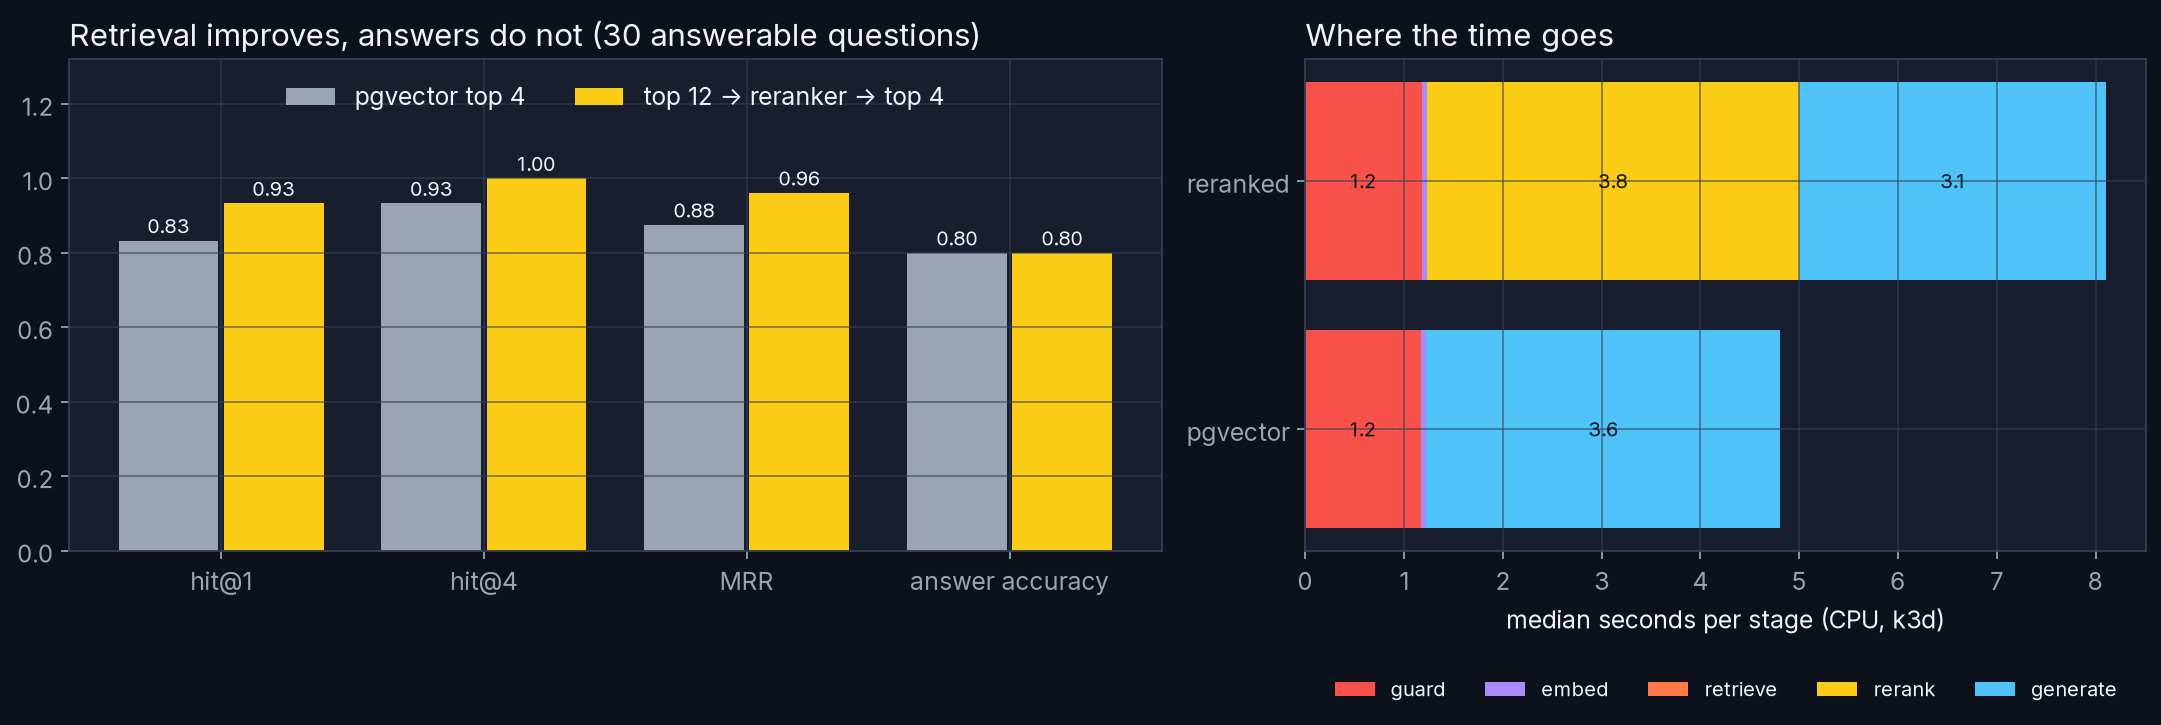 Retrieval improves, answers do not (30 answerable questions)
pgvector top 4
top 12 → reranker → top 4
1.2
1.0
0.8
0.6
0.4
0.2
0.0
0.83
0.93
0.93
1.00
0.88
0.96
0.80
0.80
hit@1
hit@4
MRR
answer accuracy
Where the time goes
reranked
1.2
3.8
3.1
pgvector
1.2
3.6
0 1 2 3 4 5 6 7 8
median seconds per stage (CPU, k3d)
guard
embed
retrieve
rerank
generate